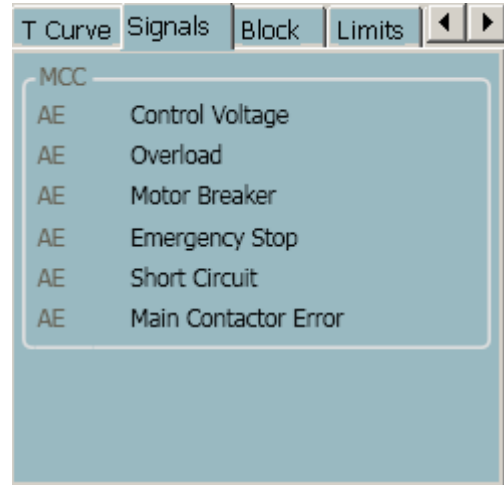 T Curve Signals Block Limits
MCC
AE Control Voltage
AE Overload
AE Motor Breaker
AE Emergency Stop
AE Short Circuit
AE Main Contactor Error